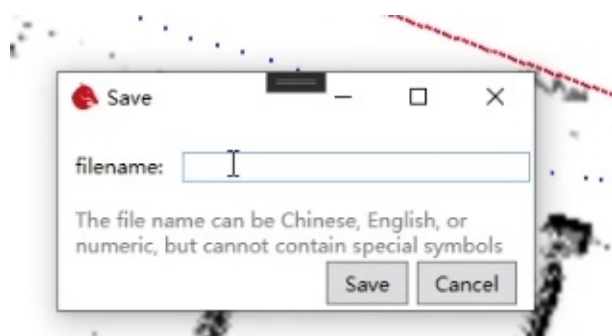 Save
filename:
The file name can be Chinese, English, or
numeric, but cannot contain special symbols
Save Cancel